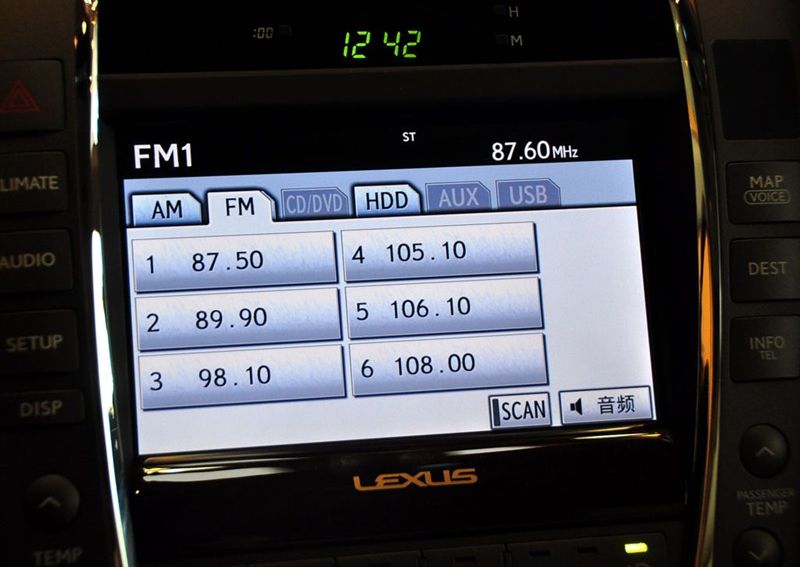 :00
12 42
H
M
ST
FM1
87.60MHz
AM
FM
CD/DVD
HDD
AUX
USB
1 87.50
4 105.10
2 89.90
5 106.10
3 98.10
6 108.00
SCAN
音频
LEXUS
LIMATE
AUDIO
SETUP
DISP
TEMP
MAP
VOICE
DEST
INFO
TEL
PASSENGER
TEMP